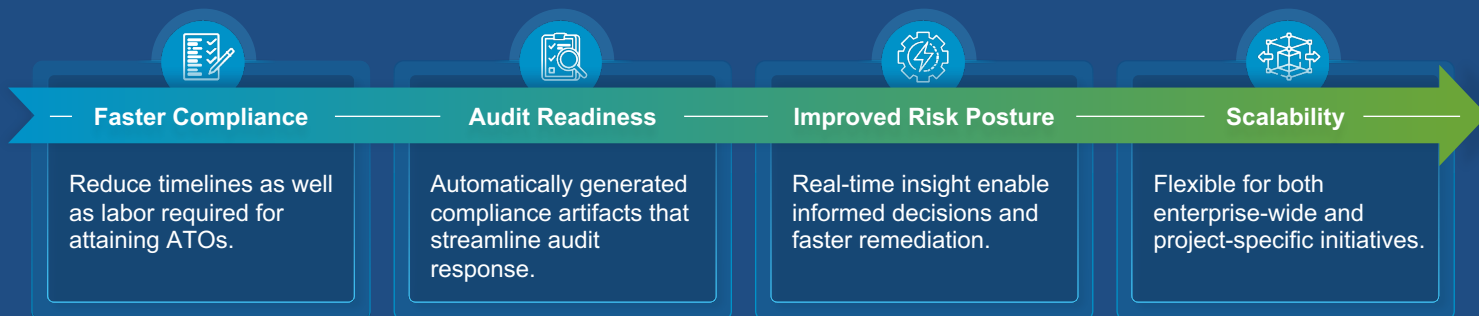 Faster Compliance
Audit Readiness
Improved Risk Posture
Scalability
Reduce timelines as well
as labor required for
attaining ATOs.
Automatically generated
compliance artifacts that
streamline audit
response.
Real-time insight enable
informed decisions and
faster remediation.
Flexible for both
enterprise-wide and
project-specific initiatives.